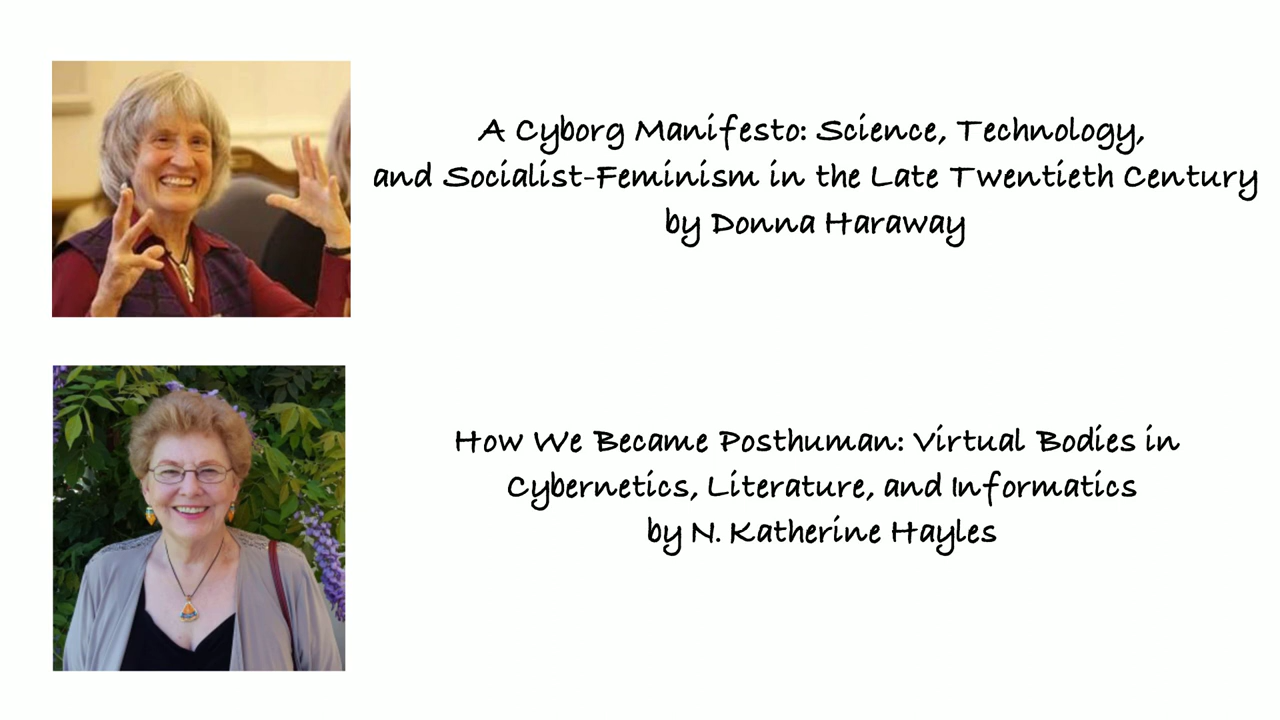 A Cyborg Manifesto: Science, Technology,
and Socialist-Feminism in the Late Twentieth Century
by Donna Haraway
How We Became Posthuman: Virtual Bodies in
Cybernetics, Literature, and Informatics
by N. Katherine Hayles